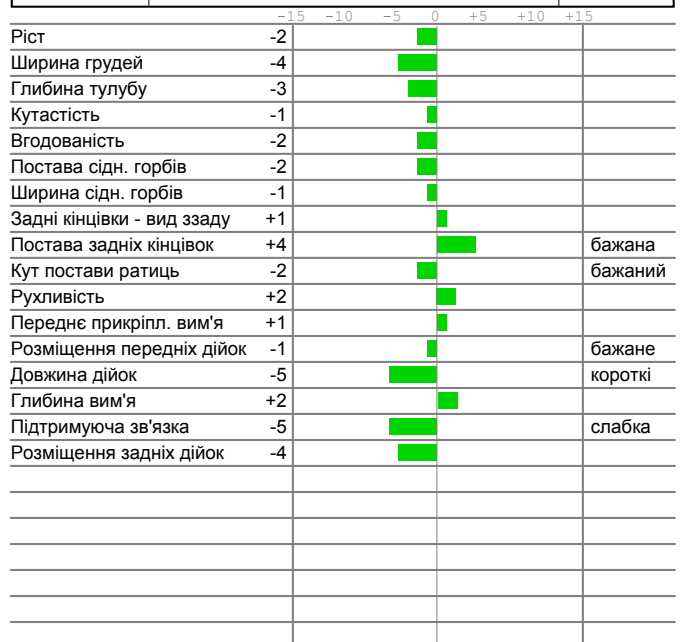 -15 -10 -5 0 +5 +10 +15
Ріст -2
Ширина грудей -4
Глибина тулубу -3
Кутастість -1
Вгодованість -2
Постава сідн. горбів -2
Ширина сідн. горбів -1
Задні кінцівки - вид ззаду +1
Постава задніх кінцівок +4 бажана
Кут постави ратиць -2 бажаний
Рухливість +2
Переднє прикріпл. вим'я +1
Розміщення передніх дійок -1 бажане
Довжина дійок -5 короткі
Глибина вим'я +2
Підтримуюча зв'язка -5 слабка
Розміщення задніх дійок -4